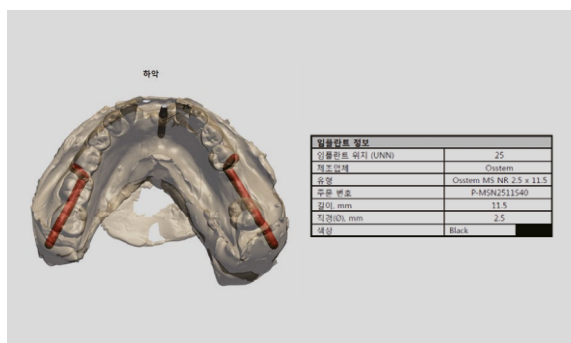 하악
25
임플란트 정보
임플란트 위치 (UNN) 25
제조업체 Osstem
유형 Osstem MS NR 2.5 x 11.5
주문 번호 P-MSN2511S40
길이, mm 11.5
직경(Ø), mm 2.5
색상 Black